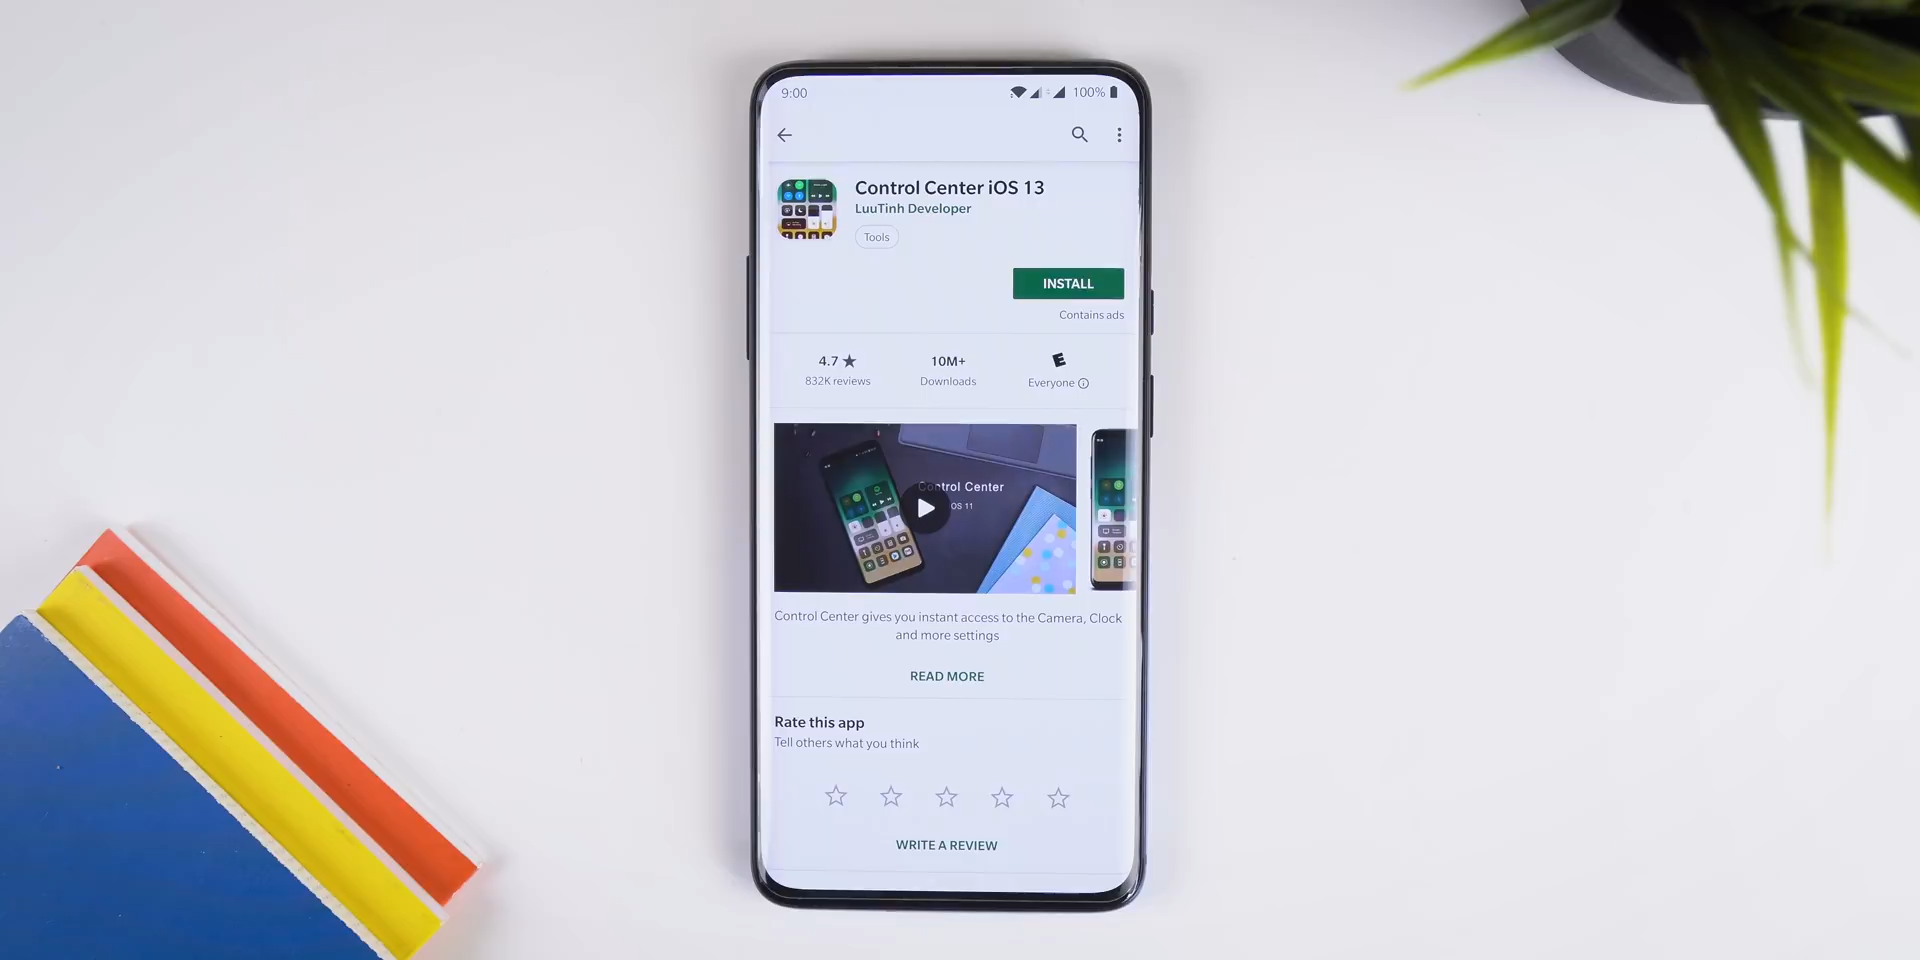 9:00
100%
Control Center iOS 13
LuuTinh Developer
Tools
INSTALL
Contains ads
4.7 ★
832K reviews
10M+
Downloads
E
Everyone
Control Center
OS 11
Control Center gives you instant access to the Camera, Clock
and more settings
READ MORE
Rate this app
Tell others what you think
WRITE A REVIEW